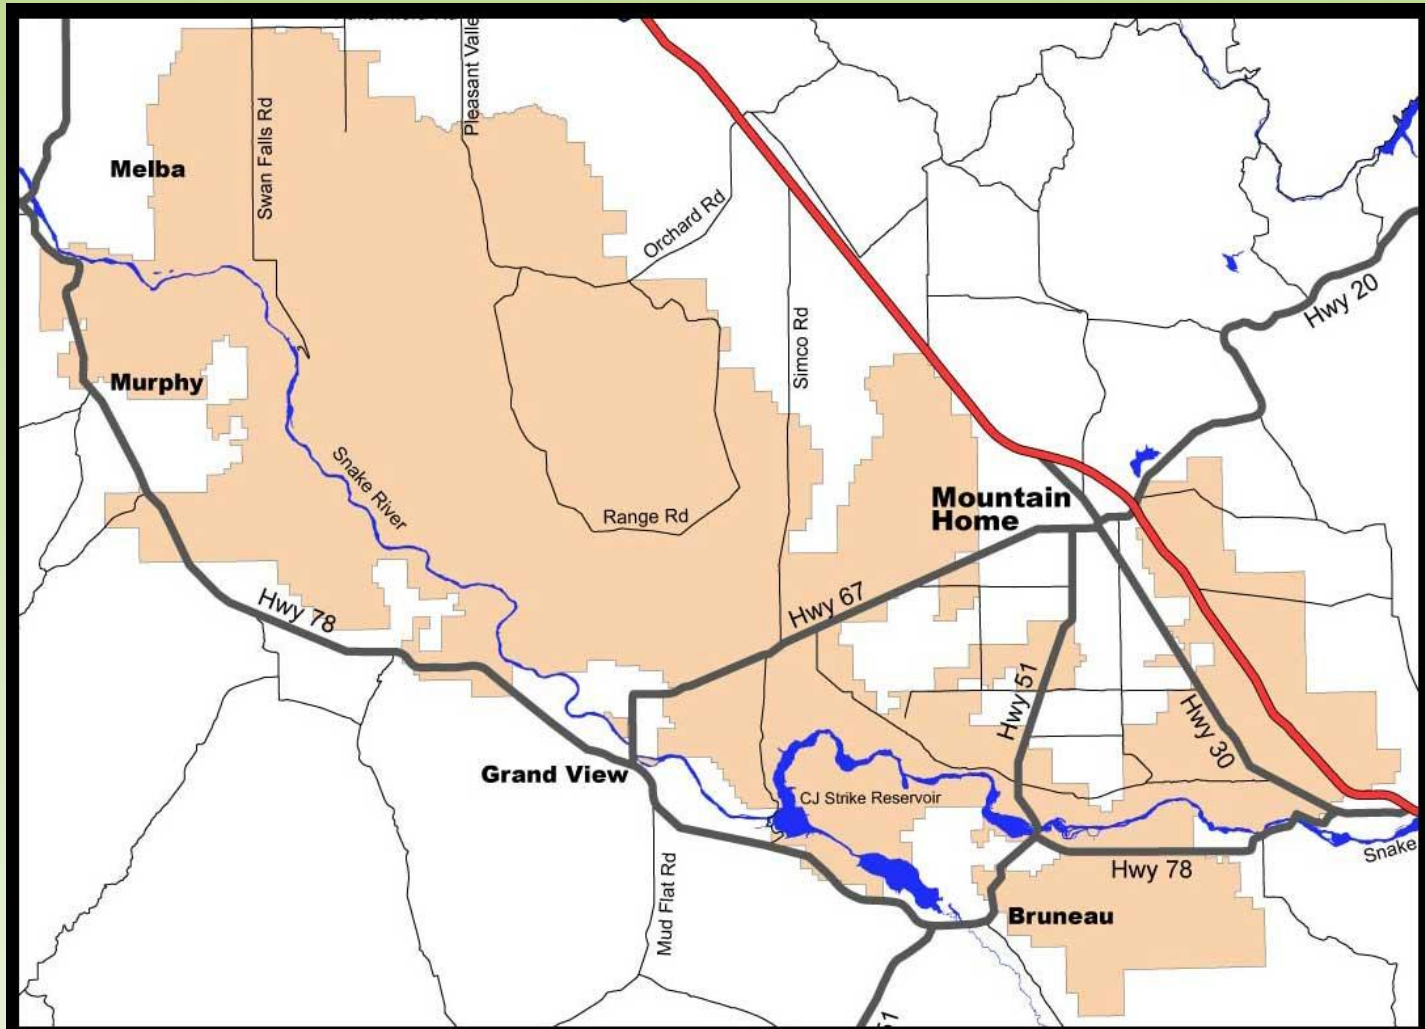 Pleasant Valle
Melba
Swan Falls Rd
Orchard Rd
Hwy 20
Simco Rd
Murphy
Snake River
Range Rd
Mountain
Home
Hwy 78
Hwy 67
Hwy 51
Hwy 30
Grand View
CJ Strike Reservoir
Snake
Hwy 78
Mud Flat Rd
Bruneau
51